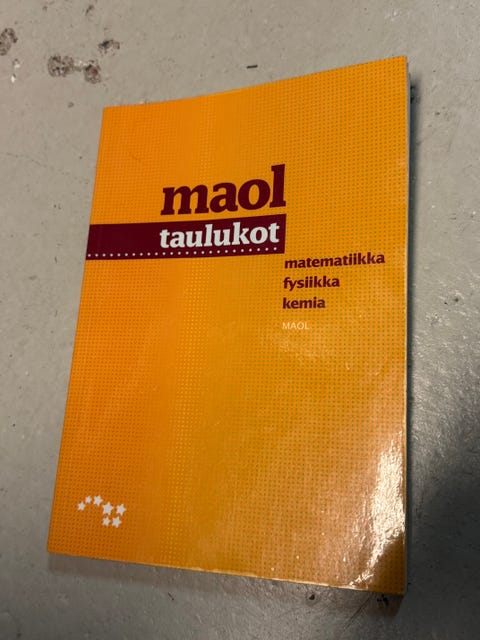 maol
taulukot
matematiikka
fysiikka
kemia
MAOL